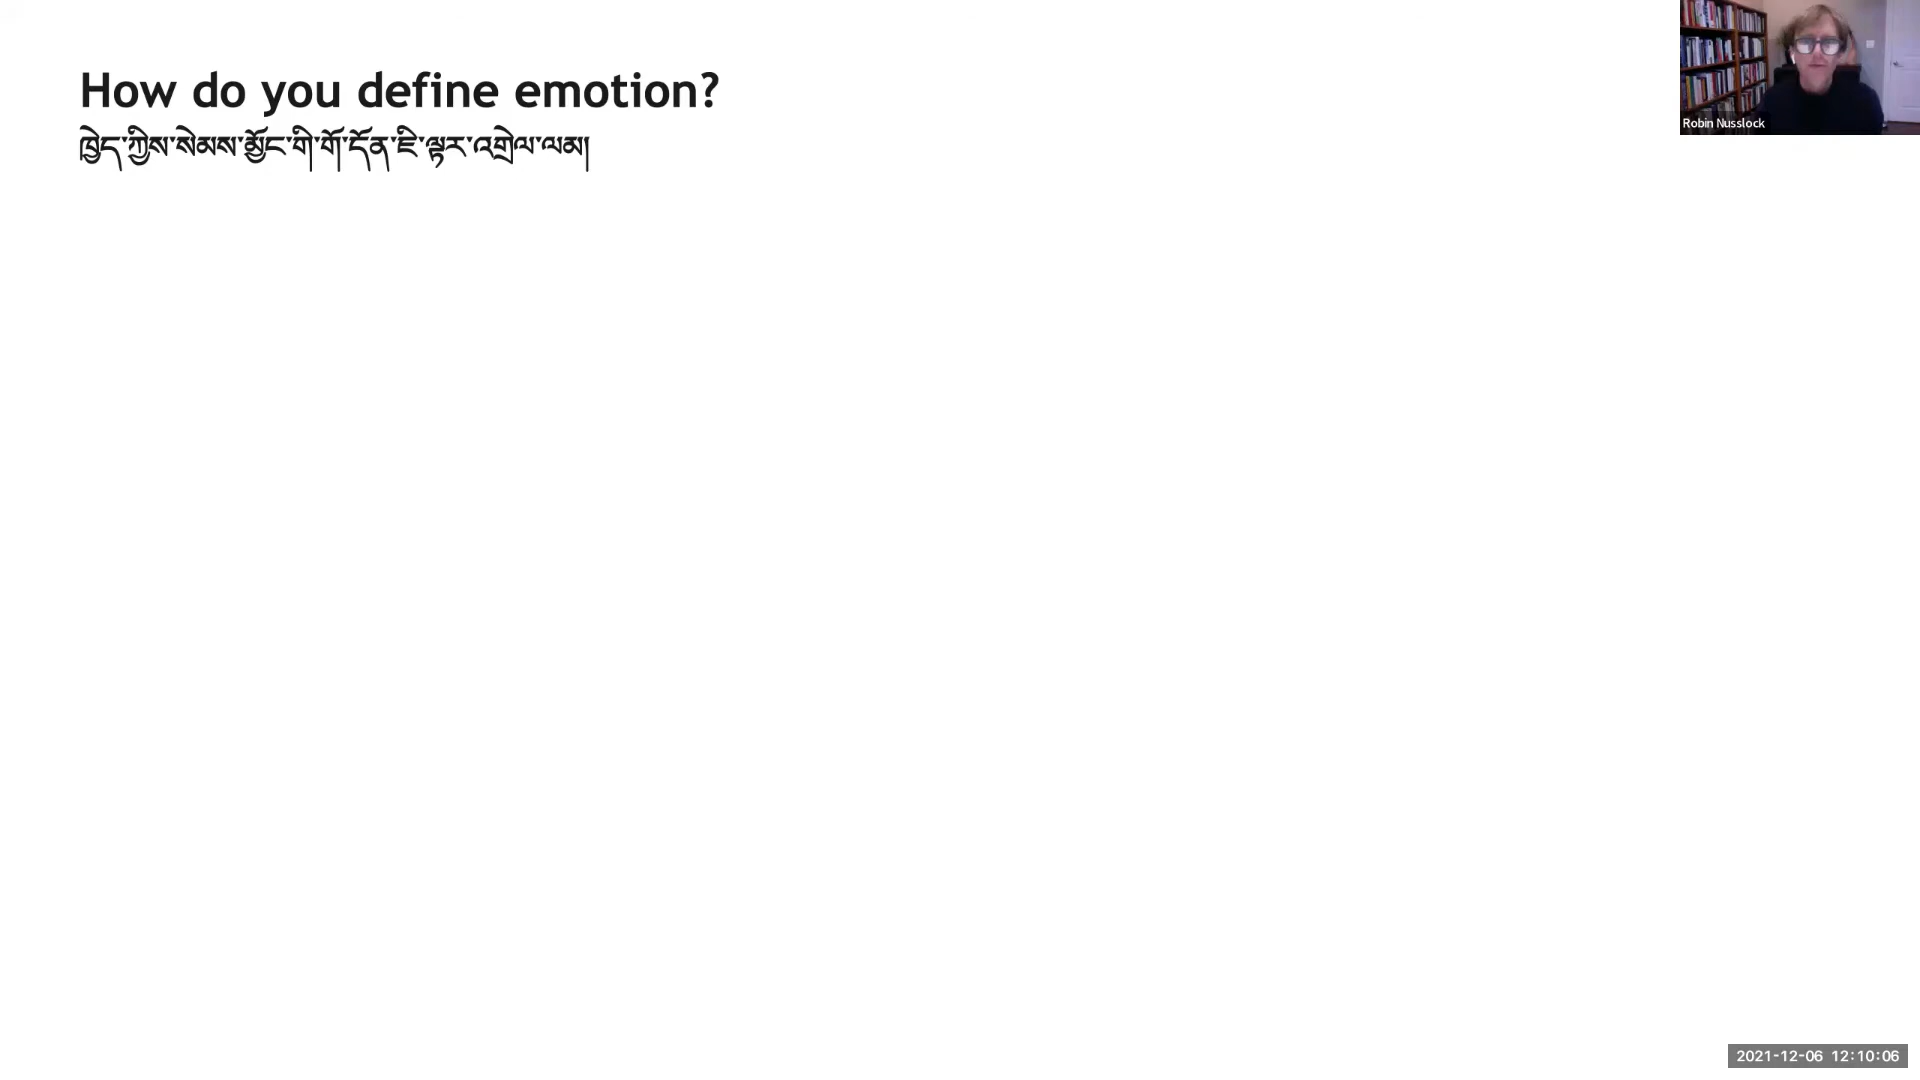 How do you define emotion?
ཁྱེད་ཀྱིས་སེམས་མྱོང་གི་གོ་དོན་ཇི་ལྟར་འགྲེལ་ལམ།
Robin Nusslock
2021-12-06 12:10:06